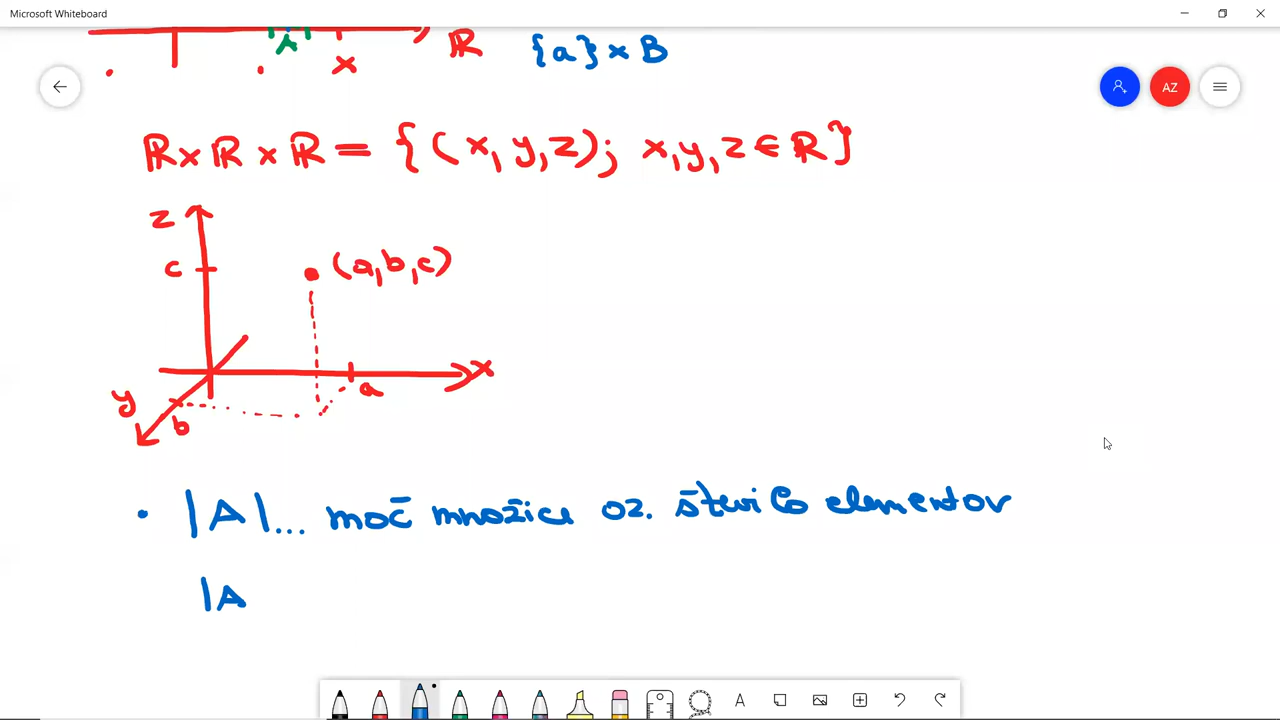 Microsoft Whiteboard
A
x
ℝ
{a} × B
AZ
ℝ × ℝ × ℝ = { (x, y, z); x, y, z ∈ ℝ }
z
c
(a, b, c)
x
a
y
b
• |A| ... moč množice oz. število elementov
|A
A